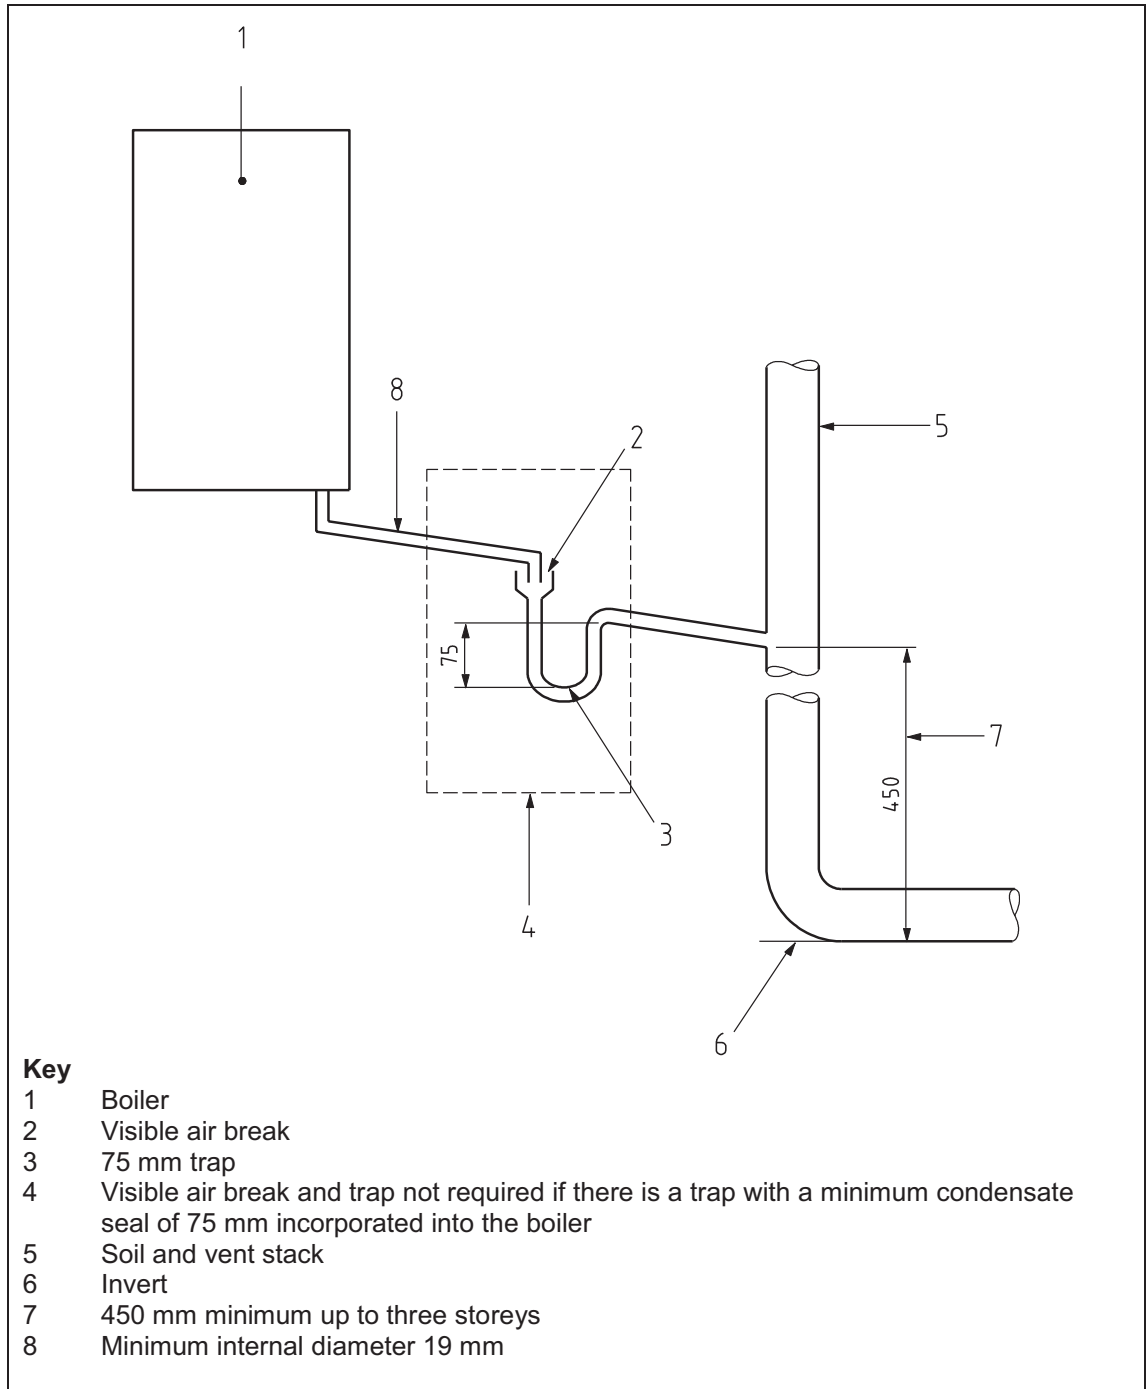 1
8
2
5
75
7
450
3
4
6
Key
1 Boiler
2 Visible air break
3 75 mm trap
4 Visible air break and trap not required if there is a trap with a minimum condensate
seal of 75 mm incorporated into the boiler
5 Soil and vent stack
6 Invert
7 450 mm minimum up to three storeys
8 Minimum internal diameter 19 mm